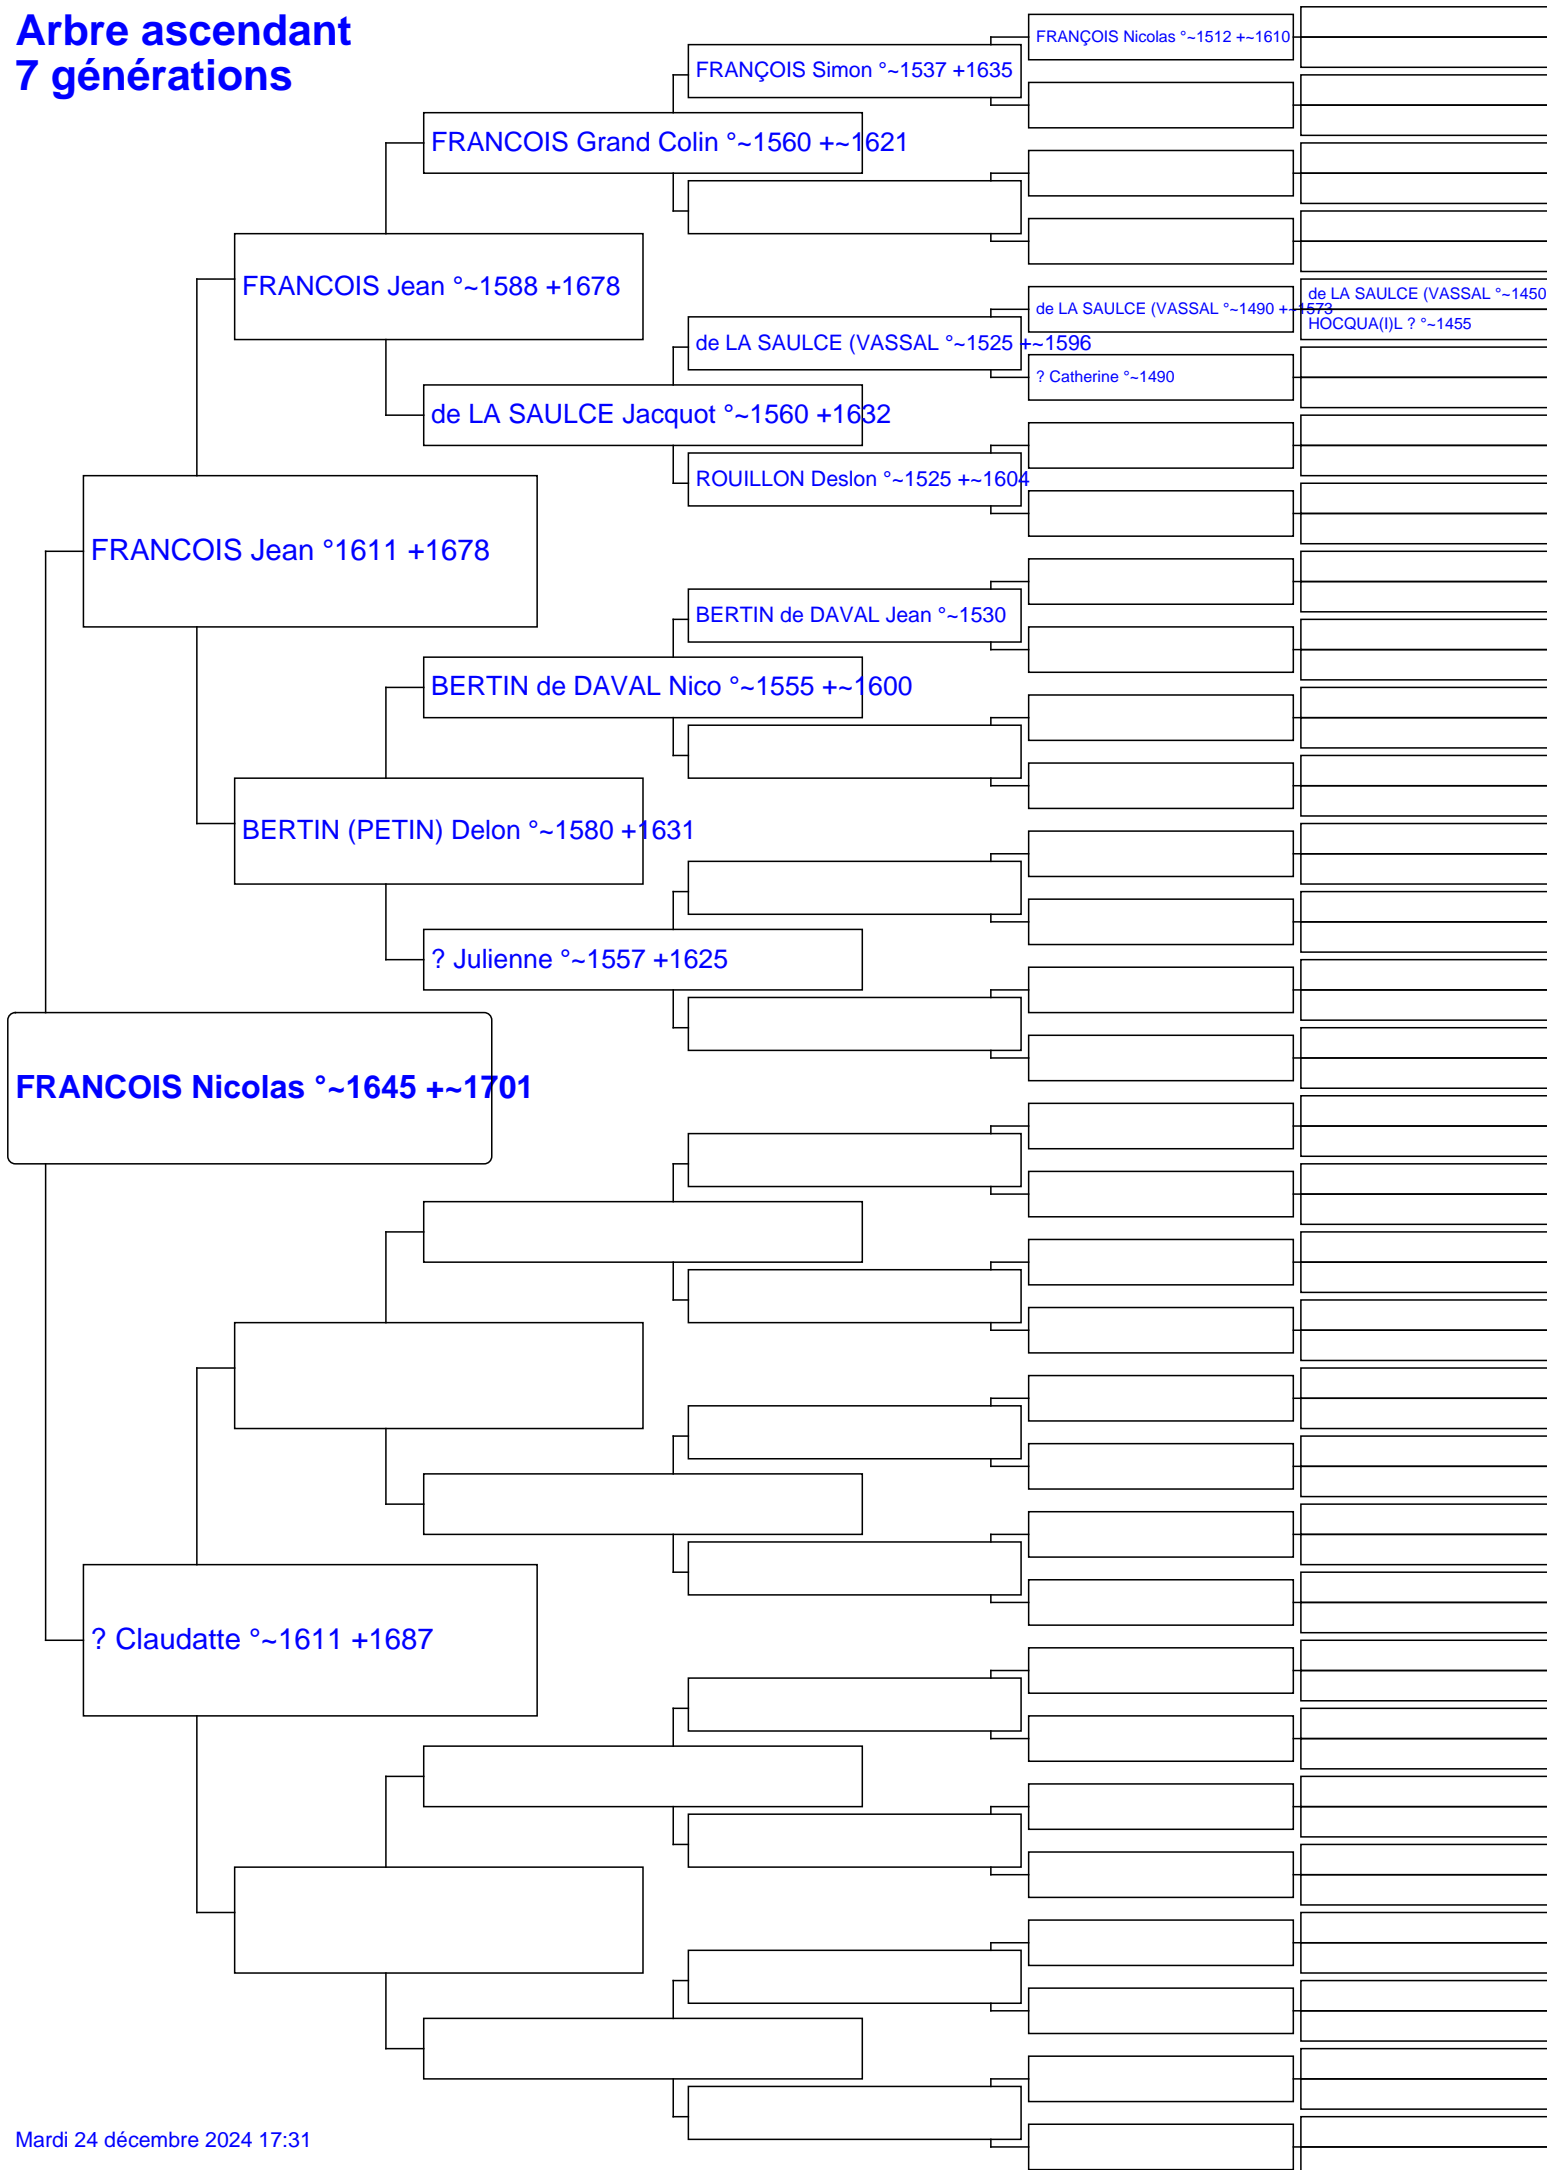 Arbre ascendant
7 générations
FRANÇOIS Nicolas °~1512 +~1610
FRANÇOIS Simon °~1537 +1635
FRANCOIS Grand Colin °~1560 +~1621
FRANCOIS Jean °~1588 +1678
de LA SAULCE (VASSAL °~1450
de LA SAULCE (VASSAL °~1490 +~1573
HOCQUA(I)L ? °~1455
de LA SAULCE (VASSAL °~1525 +~1596
? Catherine °~1490
de LA SAULCE Jacquot °~1560 +1632
ROUILLON Deslon °~1525 +~1604
FRANCOIS Jean °1611 +1678
BERTIN de DAVAL Jean °~1530
BERTIN de DAVAL Nico °~1555 +~1600
BERTIN (PETIN) Delon °~1580 +1631
? Julienne °~1557 +1625
FRANCOIS Nicolas °~1645 +~1701
? Claudatte °~1611 +1687
Mardi 24 décembre 2024 17:31